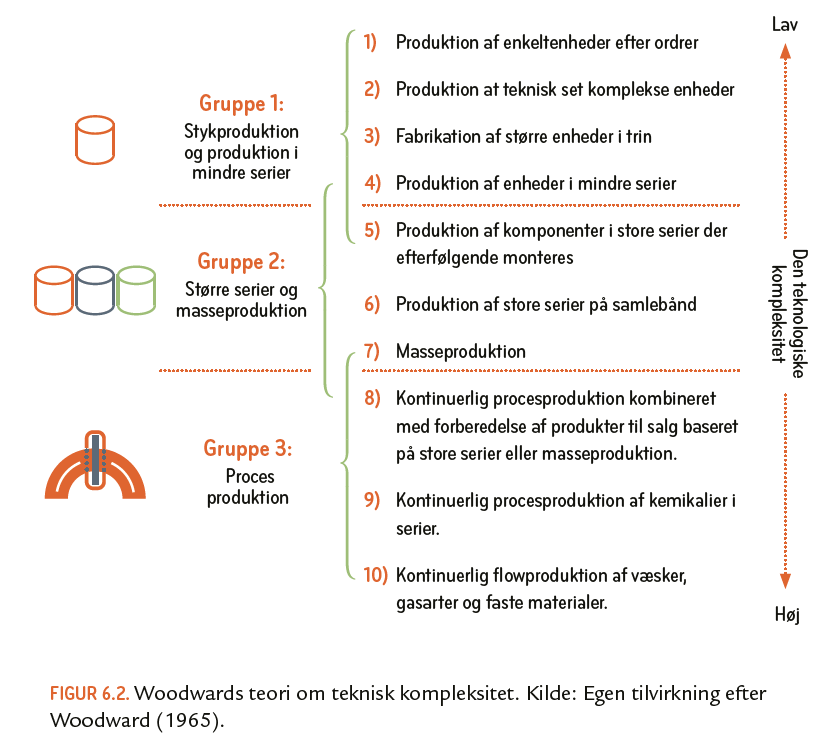 Lav
Gruppe 1:
Stykproduktion
og produktion i
mindre serier
1) Produktion af enkeltenheder efter ordrer
2) Produktion at teknisk set komplekse enheder
3) Fabrikation af større enheder i trin
4) Produktion af enheder i mindre serier
Gruppe 2:
Større serier og
masseproduktion
5) Produktion af komponenter i store serier der
efterfølgende monteres
6) Produktion af store serier på samlebånd
7) Masseproduktion
Gruppe 3:
Proces
produktion
8) Kontinuerlig procesproduktion kombineret
med forberedelse af produkter til salg baseret
på store serier eller masseproduktion.
9) Kontinuerlig procesproduktion af kemikalier i
serier.
10) Kontinuerlig flowproduktion af væsker,
gasarter og faste materialer.
Den teknologiske
kompleksitet
Høj
FIGUR 6.2. Woodwards teori om teknisk kompleksitet. Kilde: Egen tilvirkning efter
Woodward (1965).